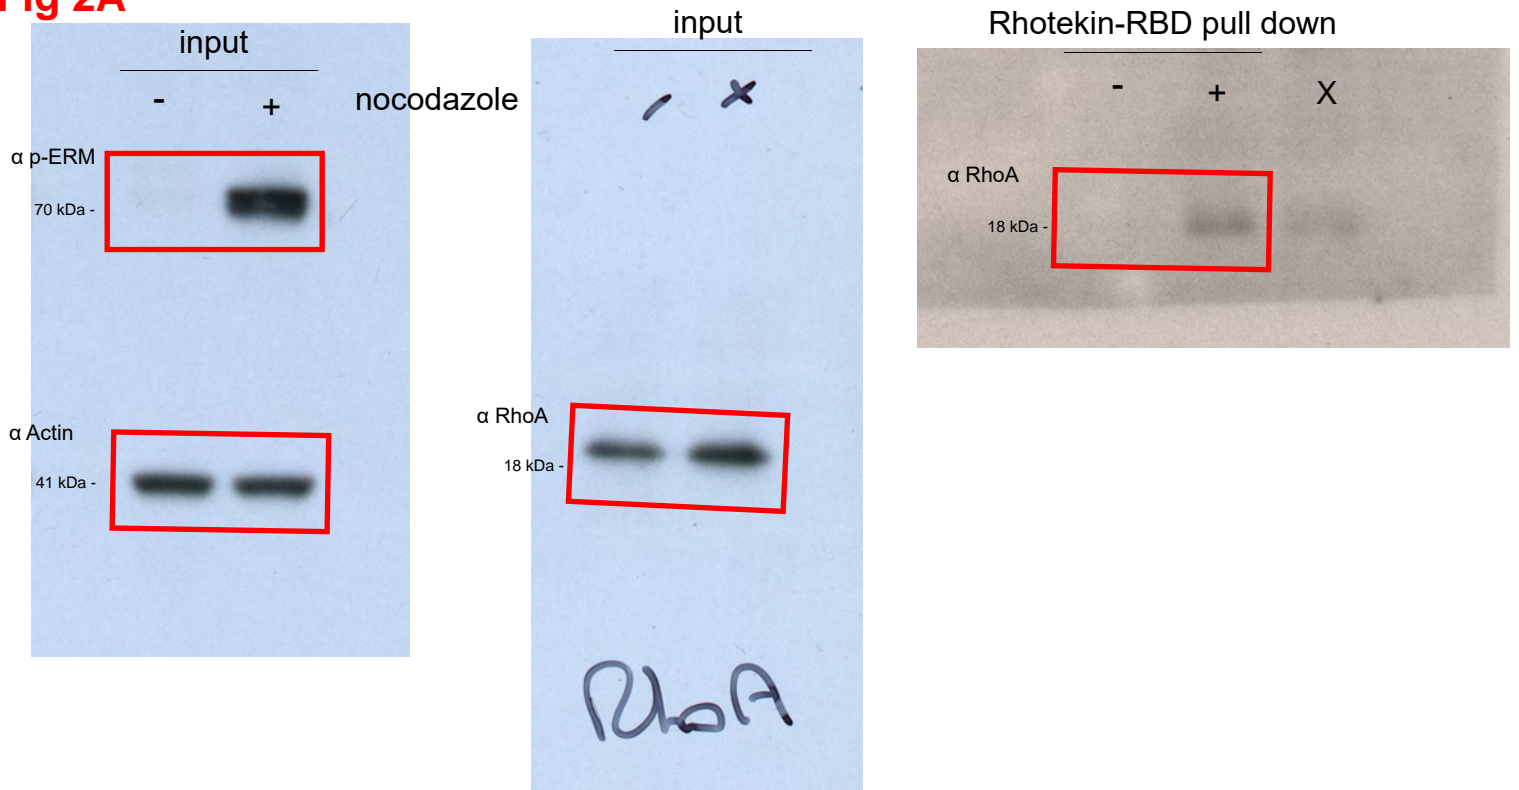 Fig 2A
input
- +
nocodazole
α p-ERM
70 kDa -
α Actin
41 kDa -
input
- +
α RhoA
18 kDa -
RhoA
Rhotekin-RBD pull down
- + X
α RhoA
18 kDa -